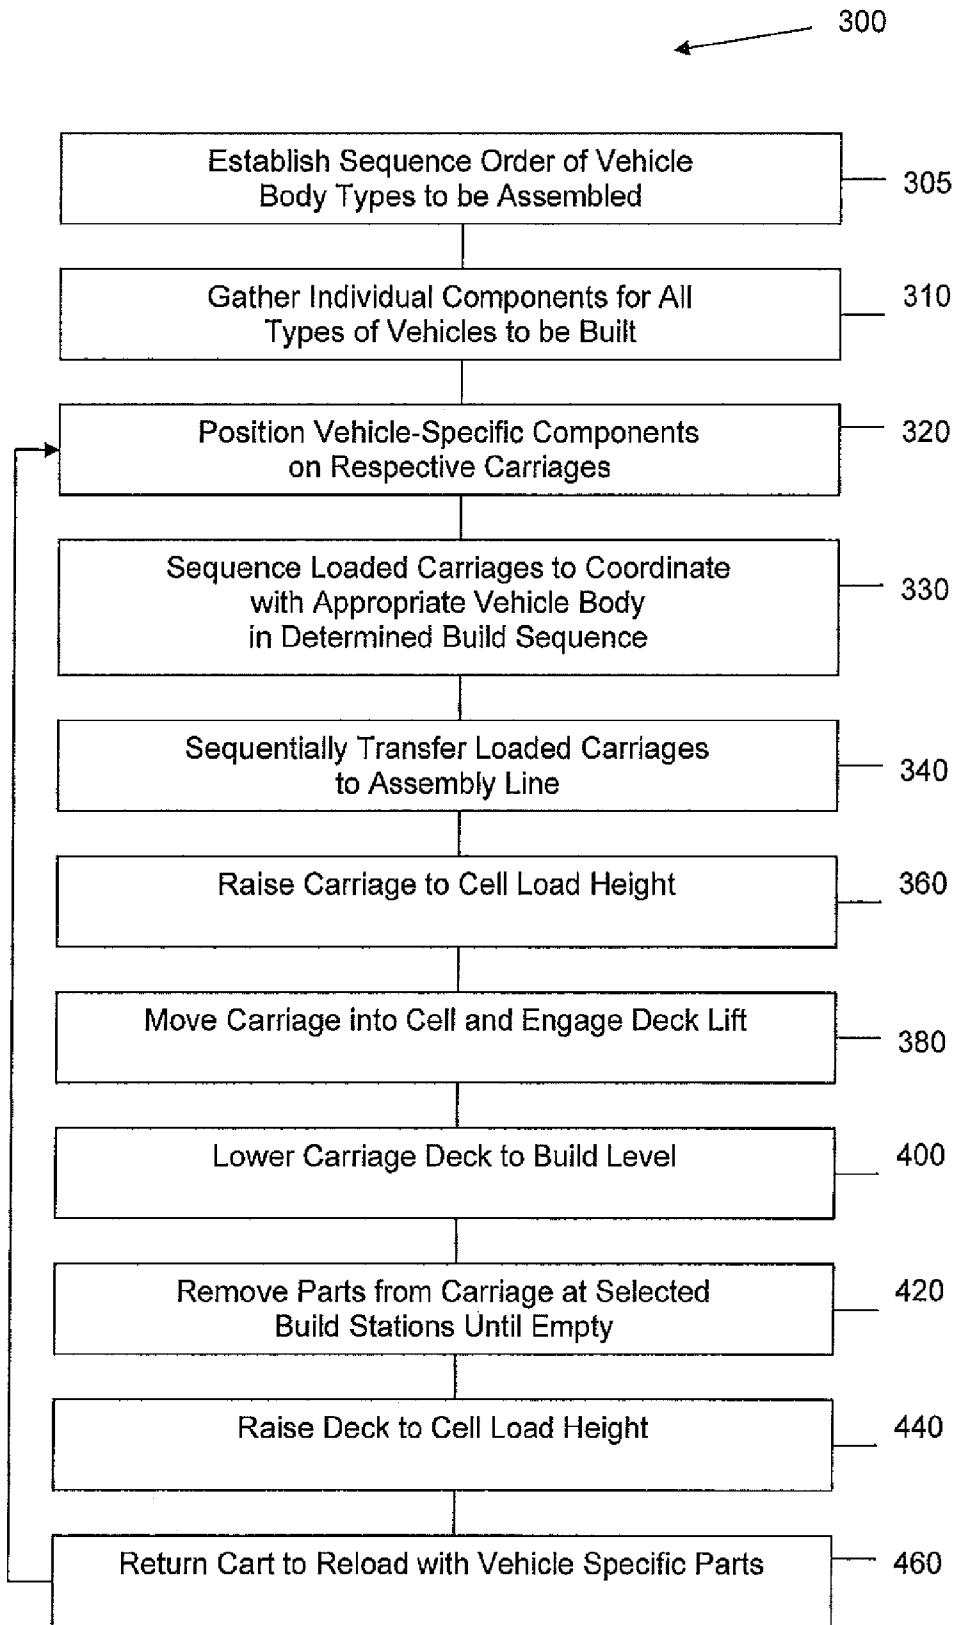 300
Establish Sequence Order of Vehicle
Body Types to be Assembled
305
Gather Individual Components for All
Types of Vehicles to be Built
310
Position Vehicle-Specific Components
on Respective Carriages
320
Sequence Loaded Carriages to Coordinate
with Appropriate Vehicle Body
in Determined Build Sequence
330
Sequentially Transfer Loaded Carriages
to Assembly Line
340
Raise Carriage to Cell Load Height
360
Move Carriage into Cell and Engage Deck Lift
380
Lower Carriage Deck to Build Level
400
Remove Parts from Carriage at Selected
Build Stations Until Empty
420
Raise Deck to Cell Load Height
440
Return Cart to Reload with Vehicle Specific Parts
460